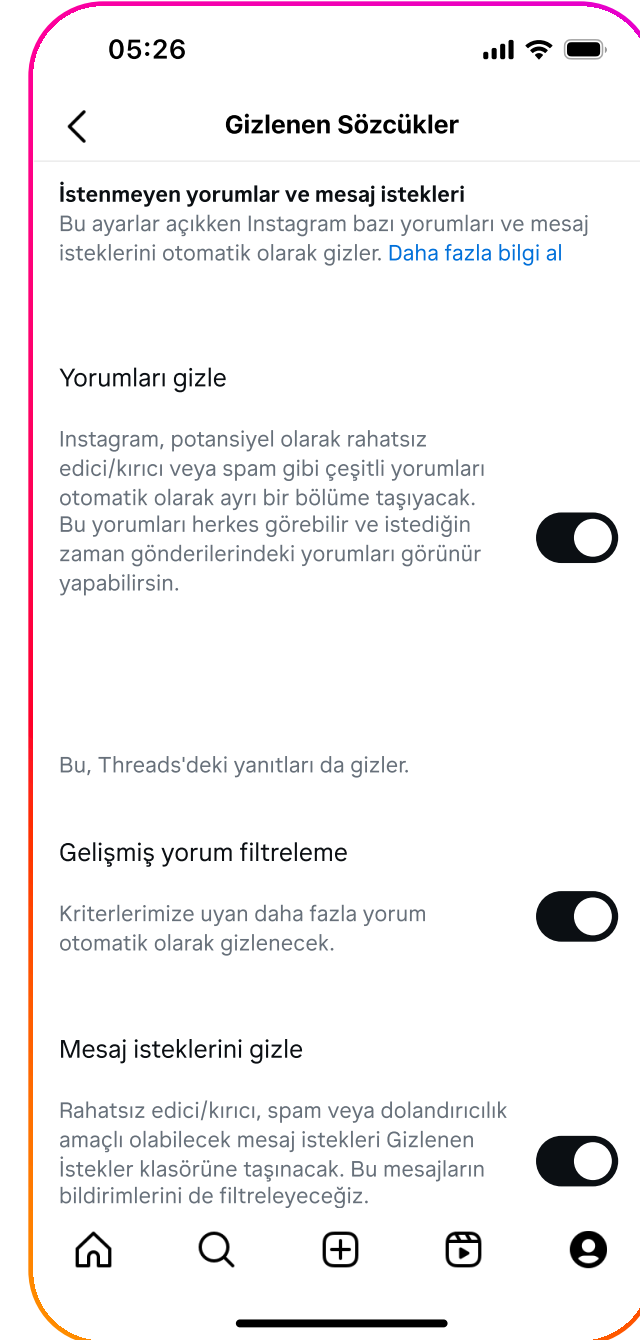 05:26
Gizlenen Sözcükler
İstenmeyen yorumlar ve mesaj istekleri
Bu ayarlar açıkken Instagram bazı yorumları ve mesaj
isteklerini otomatik olarak gizler. Daha fazla bilgi al
Yorumları gizle
Instagram, potansiyel olarak rahatsız
edici/kırıcı veya spam gibi çeşitli yorumları
otomatik olarak ayrı bir bölüme taşıyacak.
Bu yorumları herkes görebilir ve istediğin
zaman gönderilerindeki yorumları görünür
yapabilirsin.
Bu, Threads'deki yanıtları da gizler.
Gelişmiş yorum filtreleme
Kriterlerimize uyan daha fazla yorum
otomatik olarak gizlenecek.
Mesaj isteklerini gizle
Rahatsız edici/kırıcı, spam veya dolandırıcılık
amaçlı olabilecek mesaj istekleri Gizlenen
İstekler klasörüne taşınacak. Bu mesajların
bildirimlerini de filtreleyeceğiz.